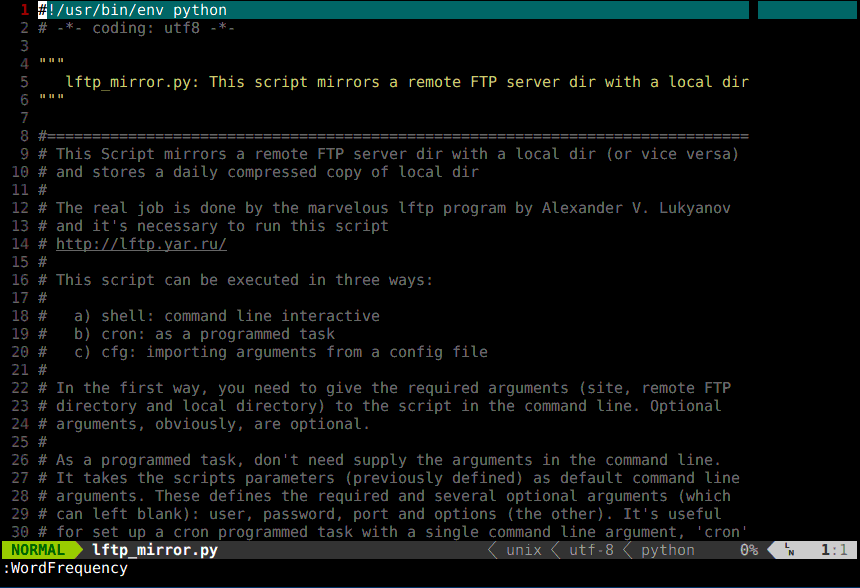 1 #!/usr/bin/env python
2 # -*- coding: utf8 -*-
3
4 """
5    lftp_mirror.py: This script mirrors a remote FTP server dir with a local dir
6 """
7
8 #==============================================================================
9 # This Script mirrors a remote FTP server dir with a local dir (or vice versa)
10 # and stores a daily compressed copy of local dir
11 #
12 # The real job is done by the marvelous lftp program by Alexander V. Lukyanov
13 # and it's necessary to run this script
14 # http://lftp.yar.ru/
15 #
16 # This script can be executed in three ways:
17 #
18 #   a) shell: command line interactive
19 #   b) cron: as a programmed task
20 #   c) cfg: importing arguments from a config file
21 #
22 # In the first way, you need to give the required arguments (site, remote FTP
23 # directory and local directory) to the script in the command line. Optional
24 # arguments, obviously, are optional.
25 #
26 # As a programmed task, don't need supply the arguments in the command line.
27 # It takes the scripts parameters (previously defined) as default command line
28 # arguments. These defines the required and several optional arguments (which
29 # can left blank): user, password, port and options (the other). It's useful
30 # for set up a cron programmed task with a single command line argument, 'cron'
NORMAL lftp_mirror.py unix utf-8 python 0% LN 1:1
:WordFrequency